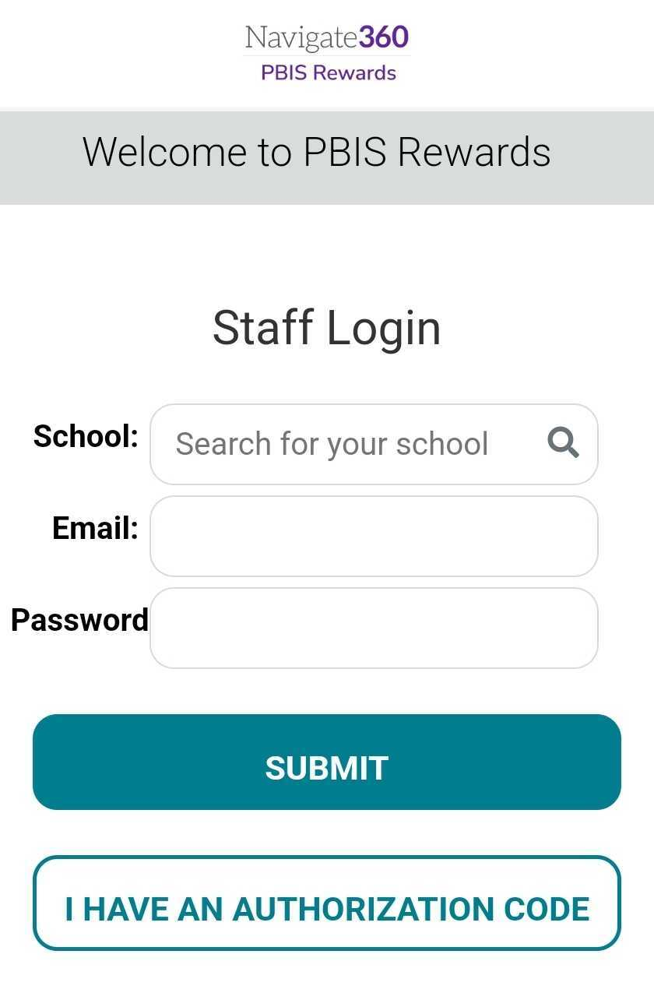 Navigate360
PBIS Rewards
Welcome to PBIS Rewards
Staff Login
School: Search for your school
Email:
Password
SUBMIT
I HAVE AN AUTHORIZATION CODE